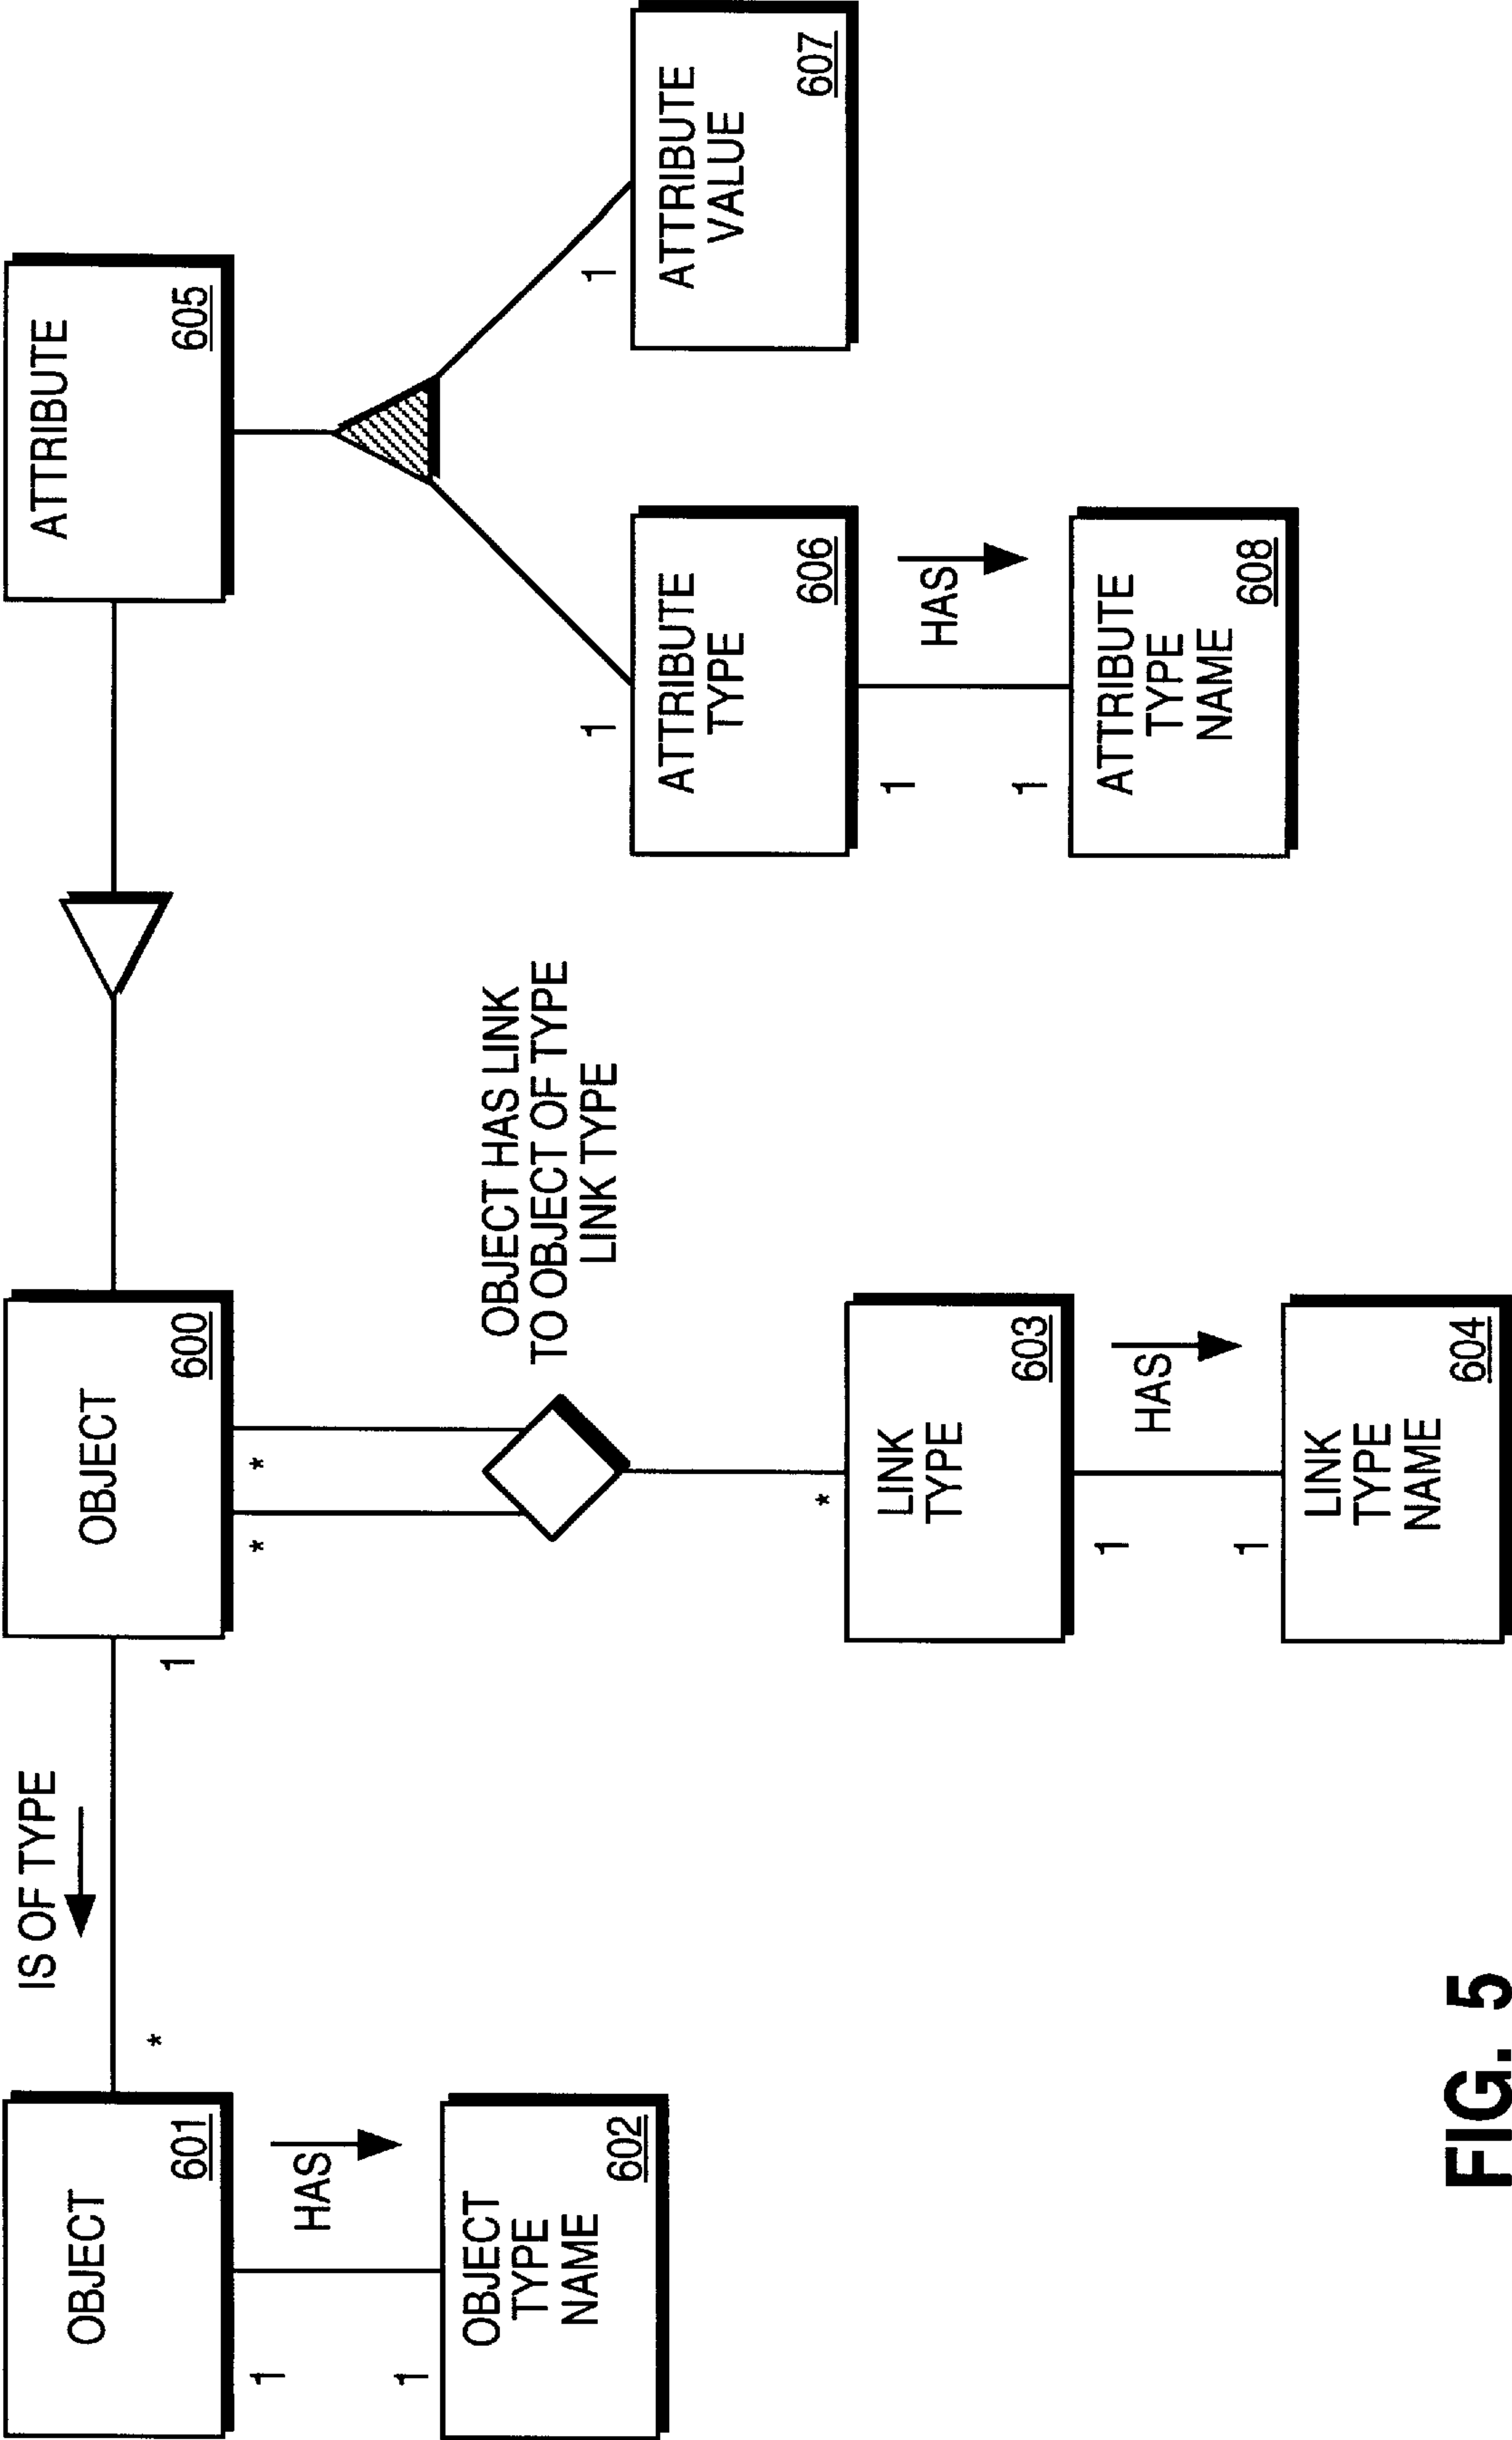 IS OF TYPE
OBJECT
601
*
1
OBJECT
600
ATTRIBUTE
605
HAS
1
1
*
*
OBJECT HAS LINK
TO OBJECT OF TYPE
LINK TYPE
OBJECT
TYPE
NAME
602
1
1
ATTRIBUTE
TYPE
606
ATTRIBUTE
VALUE
607
*
LINK
TYPE
603
1
HAS
1
ATTRIBUTE
TYPE
NAME
608
1
HAS
1
LINK
TYPE
NAME
604
FIG. 5